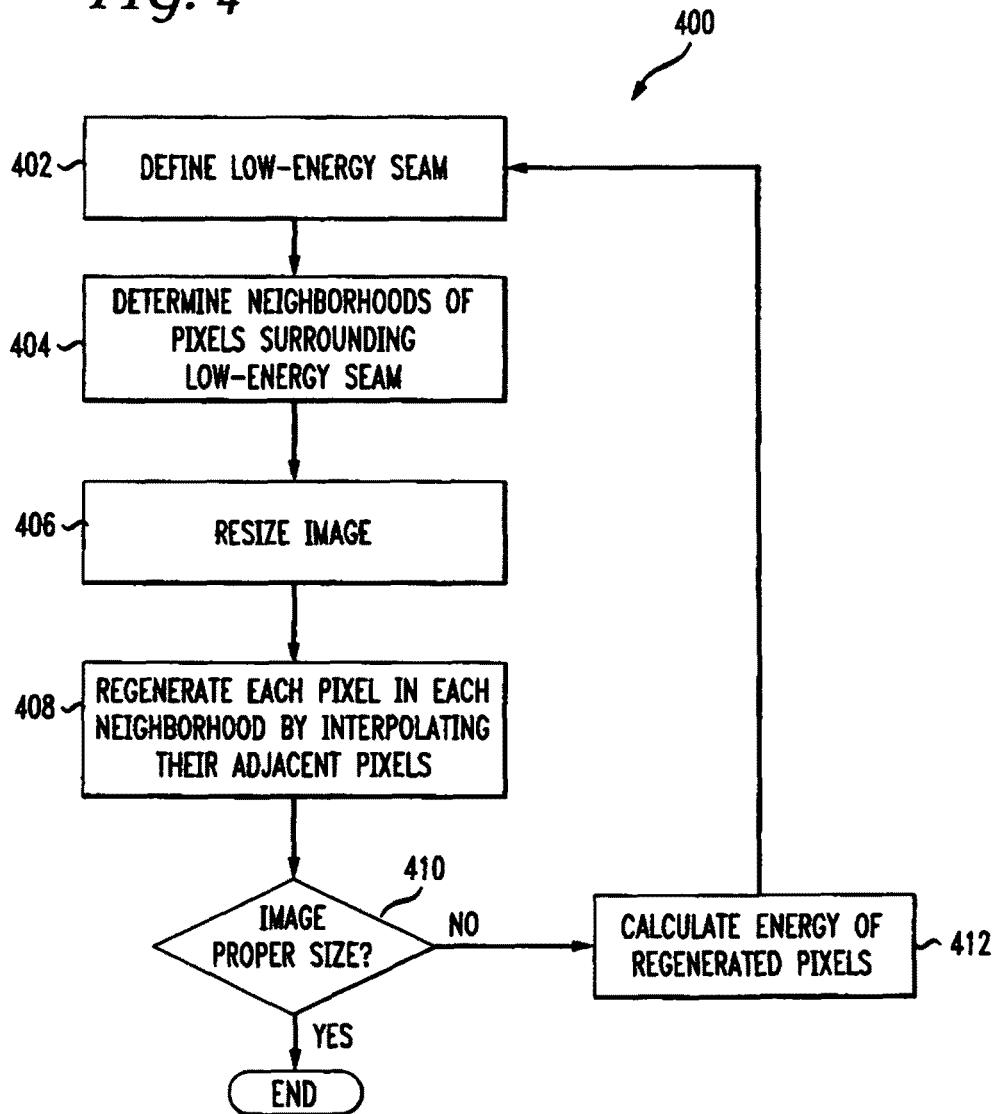 FIG. 4
400
402
DEFINE LOW-ENERGY SEAM
404
DETERMINE NEIGHBORHOODS OF
PIXELS SURROUNDING
LOW-ENERGY SEAM
406
RESIZE IMAGE
408
REGENERATE EACH PIXEL IN EACH
NEIGHBORHOOD BY INTERPOLATING
THEIR ADJACENT PIXELS
410
IMAGE
PROPER SIZE?
NO
CALCULATE ENERGY OF
REGENERATED PIXELS
412
YES
END